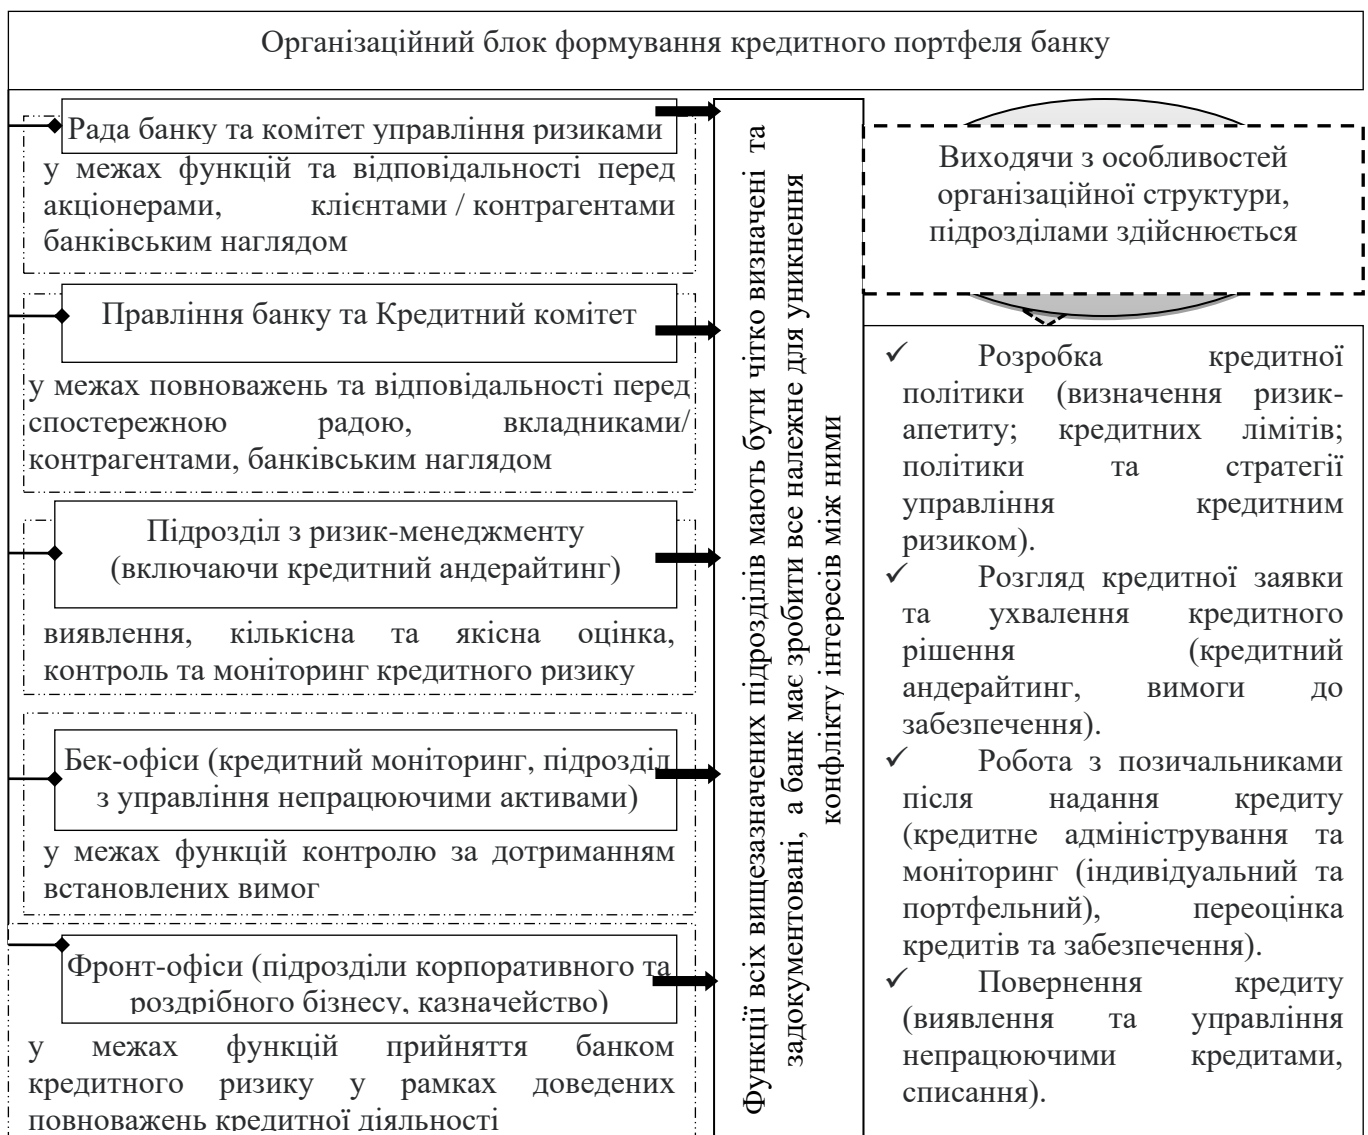 Організаційний блок формування кредитного портфеля банку
Рада банку та комітет управління ризиками
у межах функцій та відповідальності перед
акціонерами, клієнтами / контрагентами
банківським наглядом
Правління банку та Кредитний комітет
у межах повноважень та відповідальності перед
спостережною радою, вкладниками/
контрагентами, банківським наглядом
Підрозділ з ризик-менеджменту
(включаючи кредитний андерайтинг)
виявлення, кількісна та якісна оцінка,
контроль та моніторинг кредитного ризику
Бек-офіси (кредитний моніторинг, підрозділ
з управління непрацюючими активами)
у межах функцій контролю за дотриманням
встановлених вимог
Фронт-офіси (підрозділи корпоративного та
роздрібного бізнесу, казначейство)
у межах функцій прийняття банком
кредитного ризику у рамках доведених
повноважень кредитної діяльності
Функції всіх вищезазначених підрозділів мають бути чітко визначені та
задокументовані, а банк має зробити все належне для уникнення
конфлікту інтересів між ними
Виходячи з особливостей
організаційної структури,
підрозділами здійснюється
✓ Розробка кредитної
політики (визначення ризик-
апетиту; кредитних лімітів;
політики та стратегії
управління кредитним
ризиком).
✓ Розгляд кредитної заявки
та ухвалення кредитного
рішення (кредитний
андерайтинг, вимоги до
забезпечення).
✓ Робота з позичальниками
після надання кредиту
(кредитне адміністрування та
моніторинг (індивідуальний та
портфельний), переоцінка
кредитів та забезпечення).
✓ Повернення кредиту
(виявлення та управління
непрацюючими кредитами,
списання).